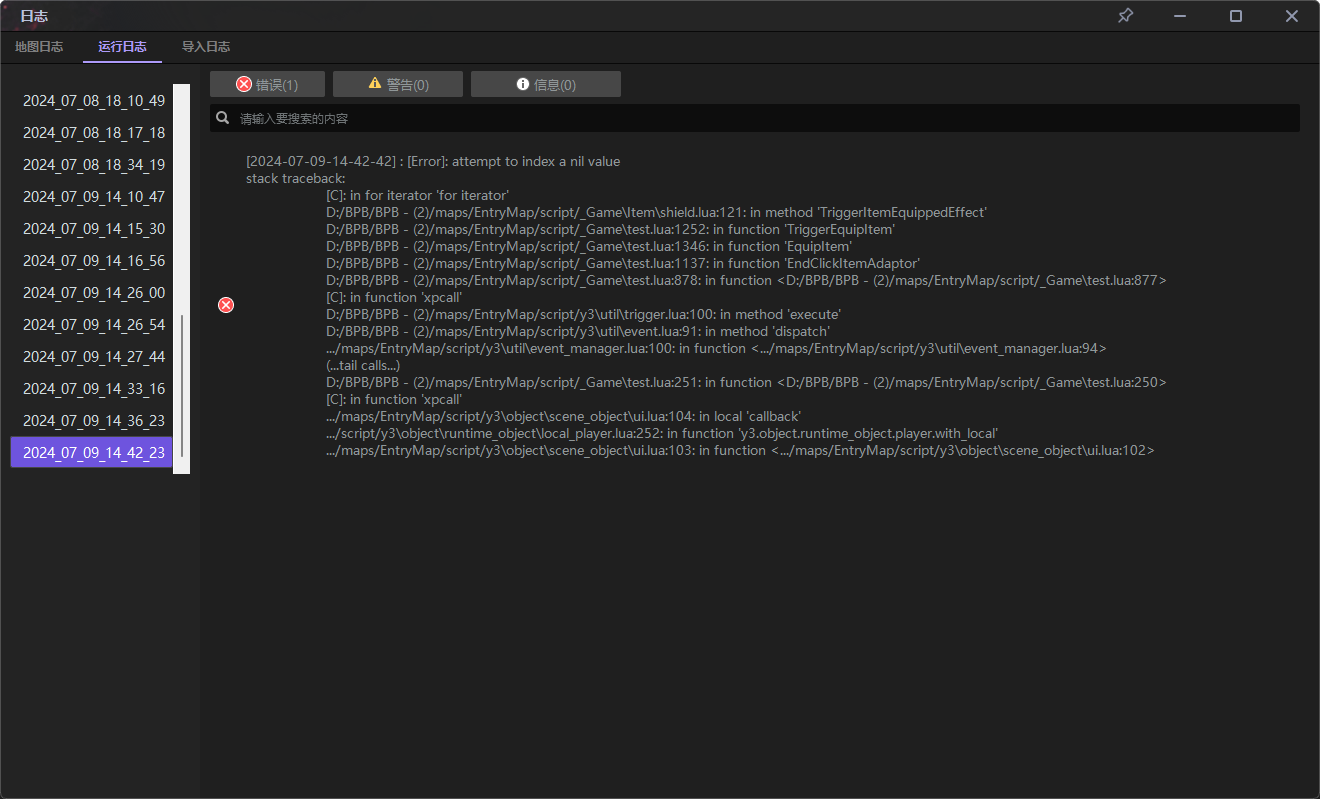 日志
地图日志 运行日志 导入日志
错误(1) 警告(0) 信息(0)
请输入要搜索的内容
2024_07_08_18_10_49
2024_07_08_18_17_18
2024_07_08_18_34_19
2024_07_09_14_10_47
2024_07_09_14_15_30
2024_07_09_14_16_56
2024_07_09_14_26_00
2024_07_09_14_26_54
2024_07_09_14_27_44
2024_07_09_14_33_16
2024_07_09_14_36_23
2024_07_09_14_42_23
[2024-07-09-14-42-42] : [Error]: attempt to index a nil value
stack traceback:
[C]: in for iterator 'for iterator'
D:/BPB/BPB - (2)/maps/EntryMap/script/_Game\Item\shield.lua:121: in method 'TriggerItemEquippedEffect'
D:/BPB/BPB - (2)/maps/EntryMap/script/_Game\test.lua:1252: in function 'TriggerEquipItem'
D:/BPB/BPB - (2)/maps/EntryMap/script/_Game\test.lua:1346: in function 'EquipItem'
D:/BPB/BPB - (2)/maps/EntryMap/script/_Game\test.lua:1137: in function 'EndClickItemAdaptor'
D:/BPB/BPB - (2)/maps/EntryMap/script/_Game\test.lua:878: in function <D:/BPB/BPB - (2)/maps/EntryMap/script/_Game\test.lua:877>
[C]: in function 'xpcall'
D:/BPB/BPB - (2)/maps/EntryMap/script/y3\util\trigger.lua:100: in method 'execute'
D:/BPB/BPB - (2)/maps/EntryMap/script/y3\util\event.lua:91: in method 'dispatch'
.../maps/EntryMap/script/y3\util\event_manager.lua:100: in function <.../maps/EntryMap/script/y3\util\event_manager.lua:94>
(...tail calls...)
D:/BPB/BPB - (2)/maps/EntryMap/script/_Game\test.lua:251: in function <D:/BPB/BPB - (2)/maps/EntryMap/script/_Game\test.lua:250>
[C]: in function 'xpcall'
.../maps/EntryMap/script/y3\object\scene_object\ui.lua:104: in local 'callback'
.../script/y3\object\runtime_object\local_player.lua:252: in function 'y3.object.runtime_object.player.with_local'
.../maps/EntryMap/script/y3\object\scene_object\ui.lua:103: in function <.../maps/EntryMap/script/y3\object\scene_object\ui.lua:102>